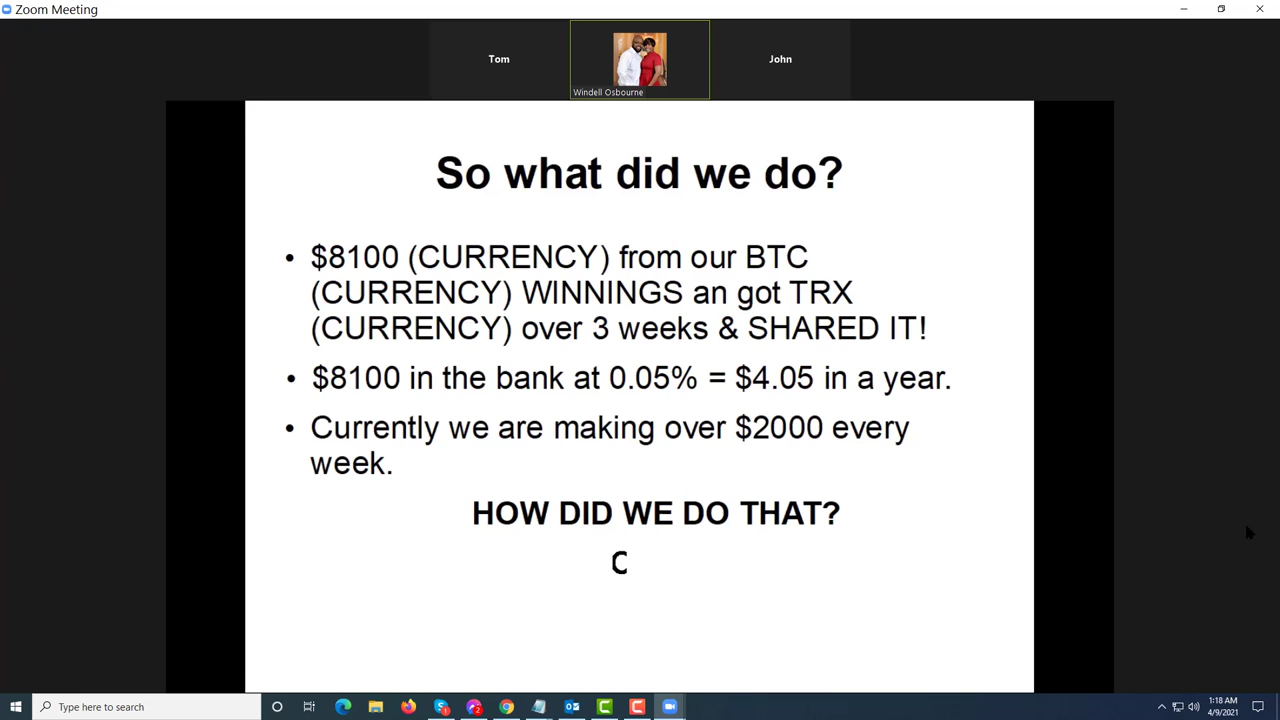 Zoom Meeting
Tom
John
Windell Osbourne
So what did we do?
• $8100 (CURRENCY) from our BTC
(CURRENCY) WINNINGS an got TRX
(CURRENCY) over 3 weeks & SHARED IT!
• $8100 in the bank at 0.05% = $4.05 in a year.
• Currently we are making over $2000 every
week.
HOW DID WE DO THAT?
C
Type here to search
1:18 AM
4/9/2021